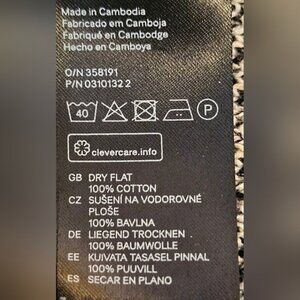 Made in Cambodia
Fabricado em Camboja
Fabriqué en Cambodge
Hecho en Camboya
O/N 358191
P/N 0310132 2
40 P
clevercare.info
GB DRY FLAT
100% COTTON
CZ SUŠENÍ NA VODOROVNÉ
PLOŠE
100% BAVLNA
DE LIEGEND TROCKNEN .
100% BAUMWOLLE
EE KUIVATA TASASEL PINNAL
100% PUUVILL
ES SECAR EN PLANO